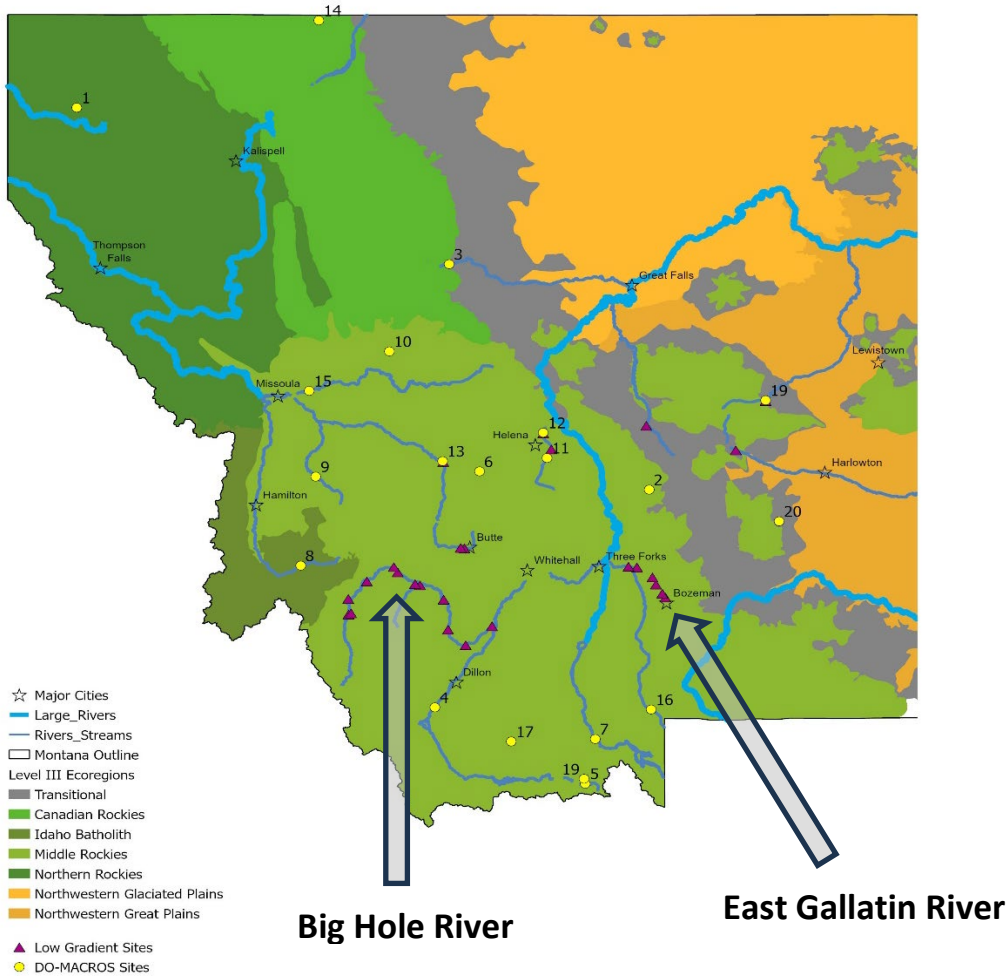 14
1
Kalispell
Thompson
Falls
3
Great Falls
10
Lewistown
Missoula
15
19
12
Helena
11
13
6
Harlowton
9
2
Hamilton
20
Butte
8
Whitehall
Three Forks
Bozeman
Dillon
4
16
17
7
19
5
Major Cities
Large_Rivers
Rivers_Streams
Montana Outline
Level III Ecoregions
Transitional
Canadian Rockies
Idaho Batholith
Middle Rockies
Northern Rockies
Northwestern Glaciated Plains
Northwestern Great Plains
Low Gradient Sites
DO-MACROS Sites
Big Hole River
East Gallatin River